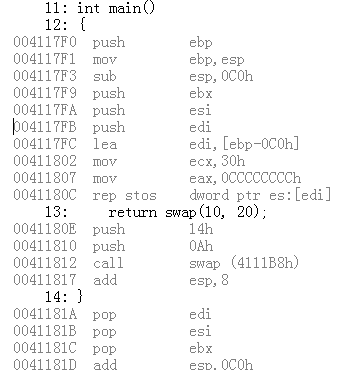 11: int main()
12: {
004117F0 push ebp
004117F1 mov ebp,esp
004117F3 sub esp,0C0h
004117F9 push ebx
004117FA push esi
004117FB push edi
004117FC lea edi,[ebp-0C0h]
00411802 mov ecx,30h
00411807 mov eax,0CCCCCCCCh
0041180C rep stos dword ptr es:[edi]
13: return swap(10, 20);
0041180E push 14h
00411810 push 0Ah
00411812 call swap (4111B8h)
00411817 add esp,8
14: }
0041181A pop edi
0041181B pop esi
0041181C pop ebx
0041181D add esp,0C0h